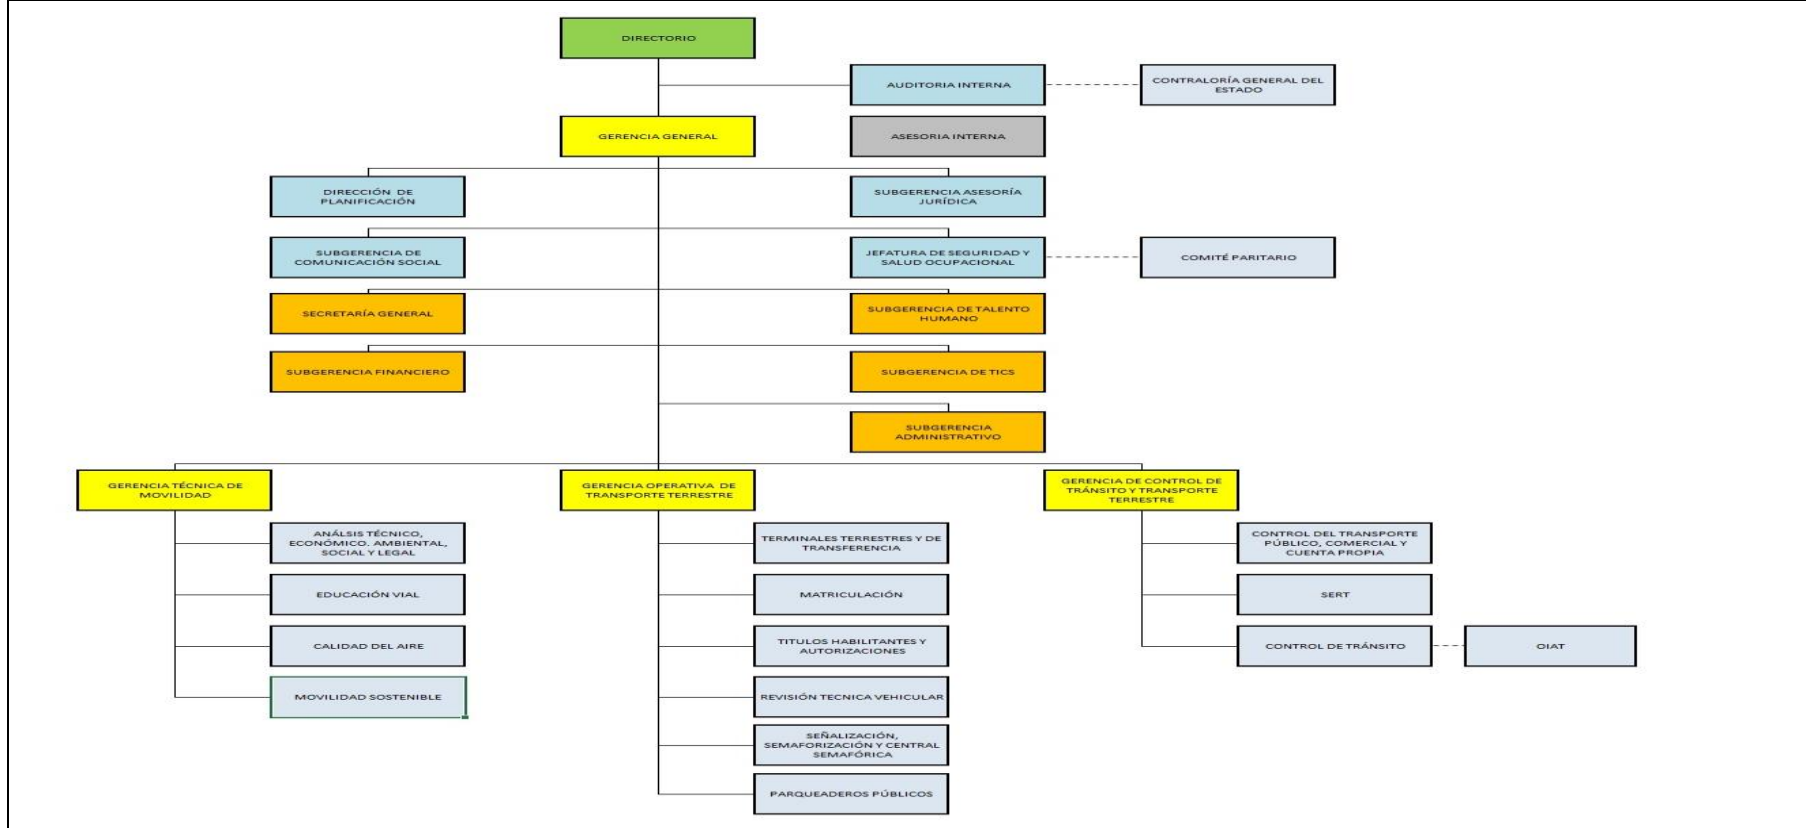 DIRECTORIO
AUDITORIA INTERNA
CONTRALORÍA GENERAL DEL
ESTADO
GERENCIA GENERAL
ASESORIA INTERNA
DIRECCIÓN DE
PLANIFICACIÓN
SUBGERENCIA ASESORÍA
JURÍDICA
SUBGERENCIA DE
COMUNICACIÓN SOCIAL
JEFATURA DE SEGURIDAD Y
SALUD OCUPACIONAL
COMITÉ PARITARIO
SECRETARÍA GENERAL
SUBGERENCIA DE TALENTO
HUMANO
SUBGERENCIA FINANCIERO
SUBGERENCIA DE TICS
SUBGERENCIA
ADMINISTRATIVO
GERENCIA TÉCNICA DE
MOVILIDAD
GERENCIA OPERATIVA DE
TRANSPORTE TERRESTRE
GERENCIA DE CONTROL DE
TRÁNSITO Y TRANSPORTE
TERRESTRE
ANÁLSIS TÉCNICO,
ECONÓMICO. AMBIENTAL,
SOCIAL Y LEGAL
TERMINALES TERRESTRES Y DE
TRANSFERENCIA
CONTROL DEL TRANSPORTE
PÚBLICO, COMERCIAL Y
CUENTA PROPIA
EDUCACIÓN VIAL
MATRICULACIÓN
SERT
CALIDAD DEL AIRE
TITULOS HABILITANTES Y
AUTORIZACIONES
CONTROL DE TRÁNSITO
OIAT
MOVILIDAD SOSTENIBLE
REVISIÓN TECNICA VEHICULAR
SEÑALIZACIÓN,
SEMAFORIZACIÓN Y CENTRAL
SEMAFÓRICA
PARQUEADEROS PÚBLICOS